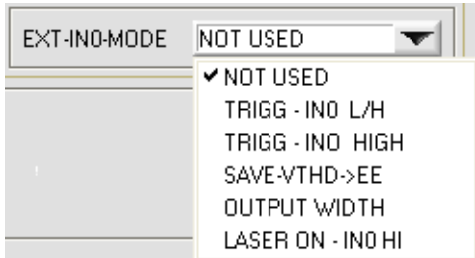 EXT-IN0-MODE NOT USED
✔NOT USED
TRIGG - IN0 L/H
TRIGG - IN0 HIGH
SAVE-VTHD->EE
OUTPUT WIDTH
LASER ON - IN0 HI